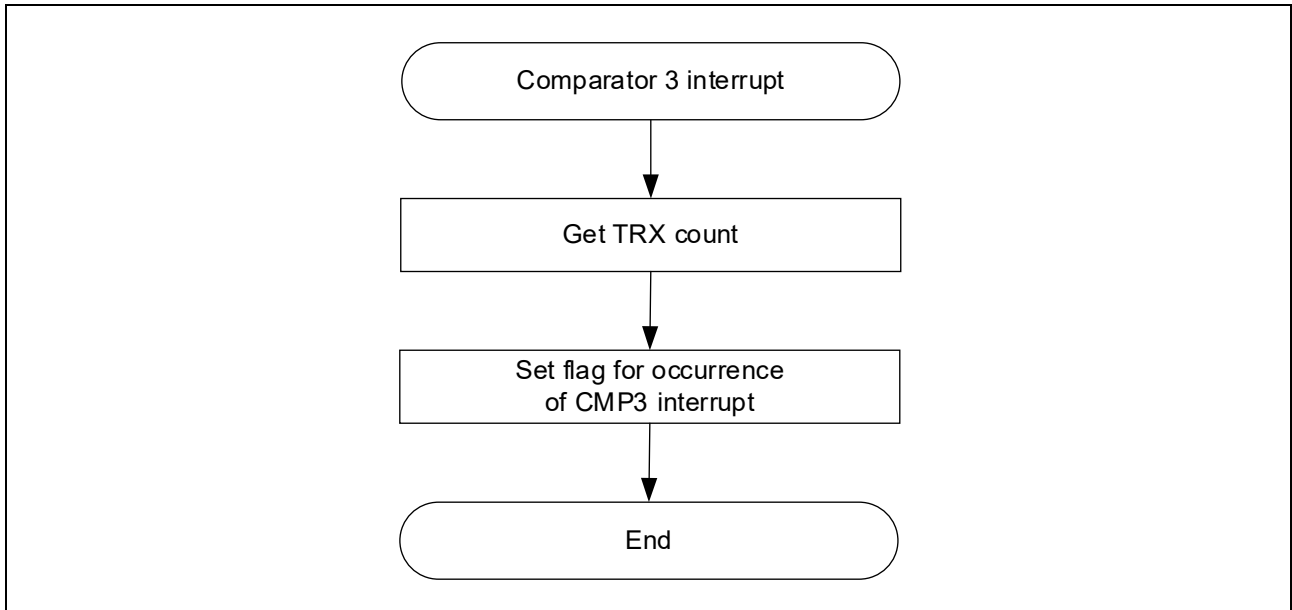 Comparator 3 interrupt
Get TRX count
Set flag for occurrence
of CMP3 interrupt
End